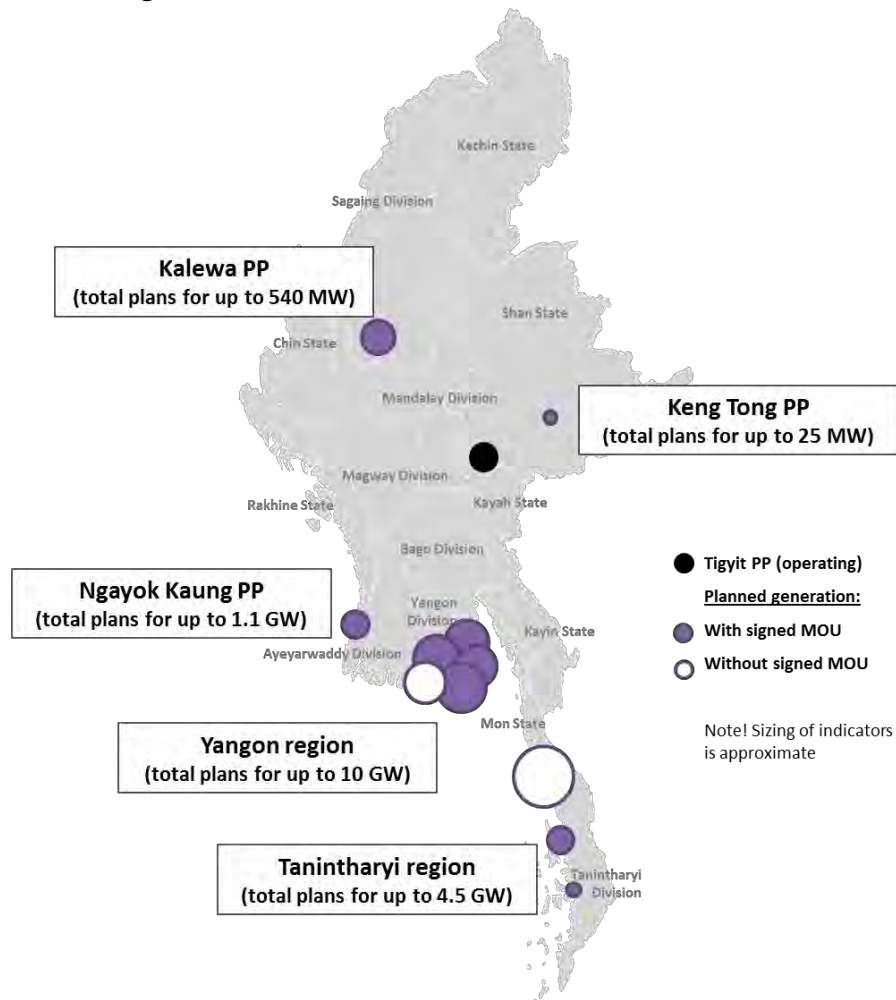 Kachin State
Sagaing Division
Kalewa PP
(total plans for up to 540 MW)
Shan State
Chin State
Mandalay Division
Keng Tong PP
(total plans for up to 25 MW)
Magway Division
Rakhine State
Kayah State
Bago Division
Tigyit PP (operating)
Planned generation:
With signed MOU
Without signed MOU
Ngayok Kaung PP
(total plans for up to 1.1 GW)
Yangon
Division
Kayin State
Ayeyarwaddy Division
Note! Sizing of indicators
is approximate
Mon State
Yangon region
(total plans for up to 10 GW)
Tanintharyi region
(total plans for up to 4.5 GW)
Tanintharyi
Division